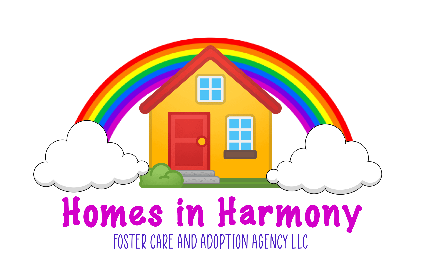 Homes in Harmony
FOSTER CARE AND ADOPTION AGENCY LLC